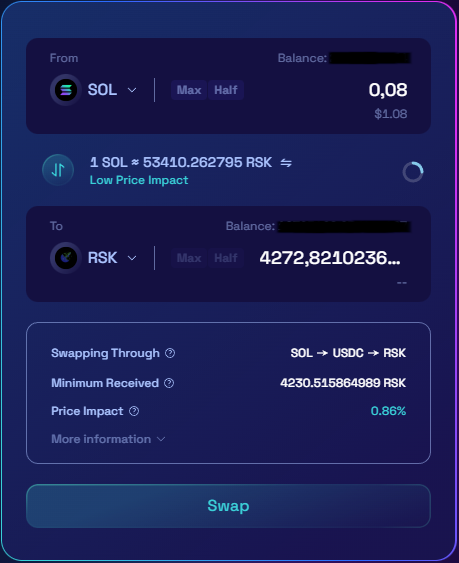 From Balance:
SOL Max Half 0,08
$1.08
1 SOL ≈ 53410.262795 RSK ⇋
Low Price Impact
To Balance:
RSK Max Half 4272,8210236...
--
Swapping Through SOL → USDC → RSK
Minimum Received 4230.515864989 RSK
Price Impact 0.86%
More information
Swap